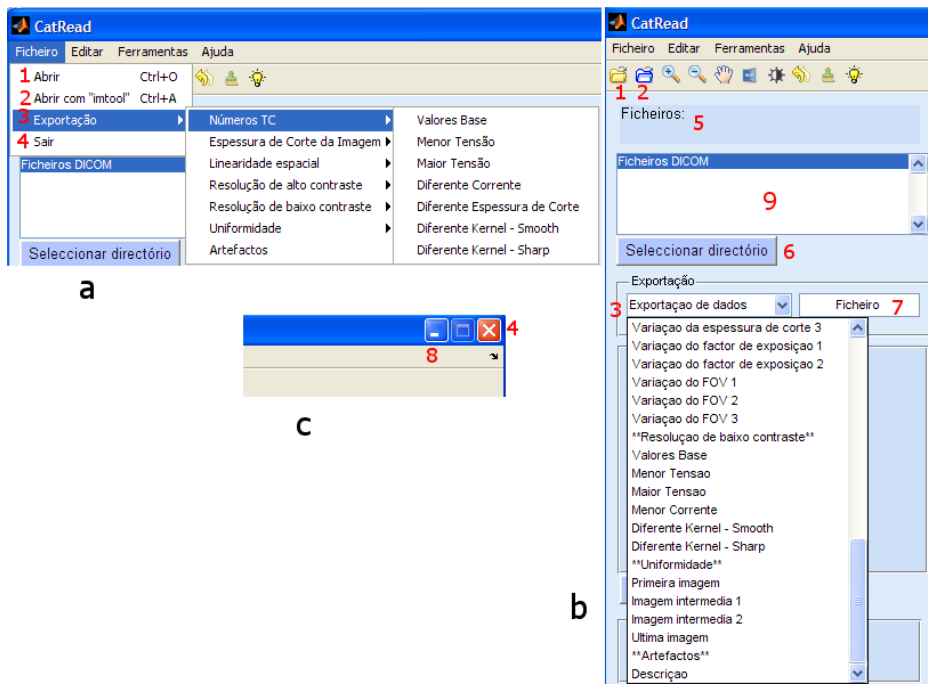 CatRead
Ficheiro Editar Ferramentas Ajuda
1 Abrir Ctrl+O
2 Abrir com "imtool" Ctrl+A
3 Exportação
4 Sair
Números TC
Espessura de Corte da Imagem
Linearidade espacial
Resolução de alto contraste
Resolução de baixo contraste
Uniformidade
Artefactos
Valores Base
Menor Tensão
Maior Tensão
Diferente Corrente
Diferente Espessura de Corte
Diferente Kernel - Smooth
Diferente Kernel - Sharp
Ficheiros DICOM
Seleccionar directório
a
4
8
c
CatRead
Ficheiro Editar Ferramentas Ajuda
1 2
Ficheiros: 5
Ficheiros DICOM
9
Seleccionar directório 6
Exportação
3 Exportaçao de dados Ficheiro 7
Variaçao da espessura de corte 3
Variaçao do factor de exposiçao 1
Variaçao do factor de exposiçao 2
Variaçao do FOV 1
Variaçao do FOV 2
Variaçao do FOV 3
**Resoluçao de baixo contraste**
Valores Base
Menor Tensao
Maior Tensao
Menor Corrente
Diferente Kernel - Smooth
Diferente Kernel - Sharp
**Uniformidade**
Primeira imagem
Imagem intermedia 1
Imagem intermedia 2
Ultima imagem
**Artefactos**
Descriçao
b